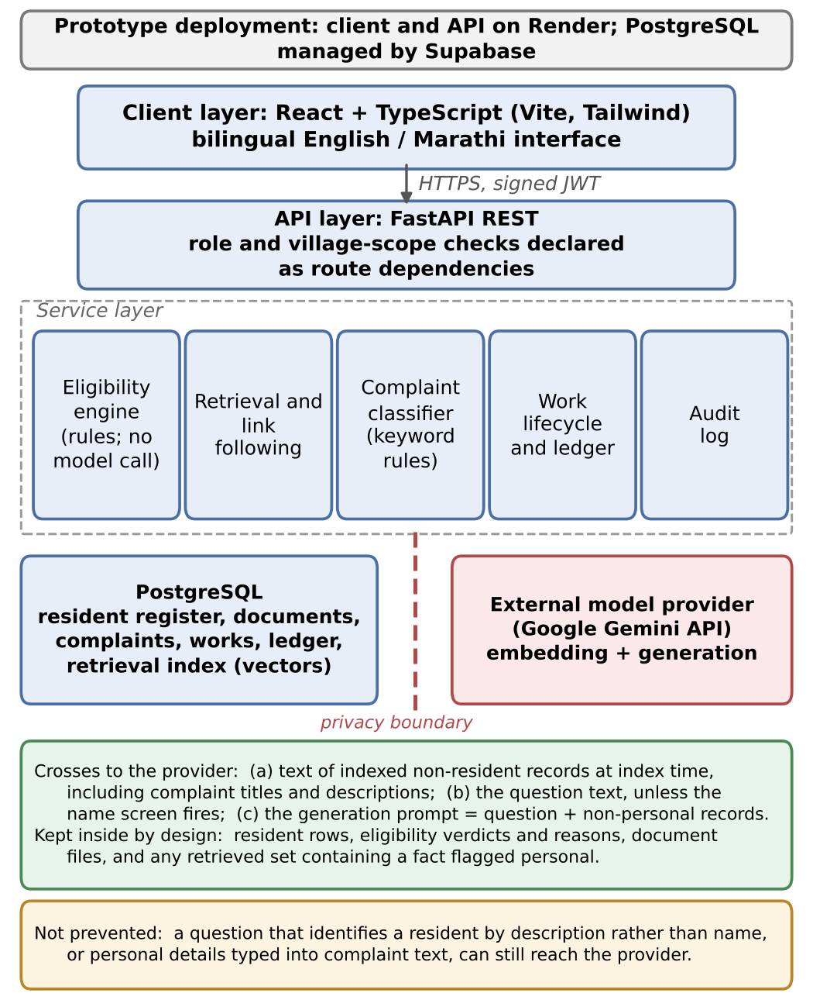 Prototype deployment: client and API on Render; PostgreSQL
managed by Supabase
Client layer: React + TypeScript (Vite, Tailwind)
bilingual English / Marathi interface
HTTPS, signed JWT
API layer: FastAPI REST
role and village-scope checks declared
as route dependencies
Service layer
Eligibility
engine
(rules; no
model call)
Retrieval and
link
following
Complaint
classifier
(keyword
rules)
Work
lifecycle
and ledger
Audit
log
PostgreSQL
resident register, documents,
complaints, works, ledger,
retrieval index (vectors)
External model provider
(Google Gemini API)
embedding + generation
privacy boundary
Crosses to the provider:  (a) text of indexed non-resident records at index time,
including complaint titles and descriptions;  (b) the question text, unless the
name screen fires;  (c) the generation prompt = question + non-personal records.
Kept inside by design:  resident rows, eligibility verdicts and reasons, document
files, and any retrieved set containing a fact flagged personal.
Not prevented:  a question that identifies a resident by description rather than name,
or personal details typed into complaint text, can still reach the provider.